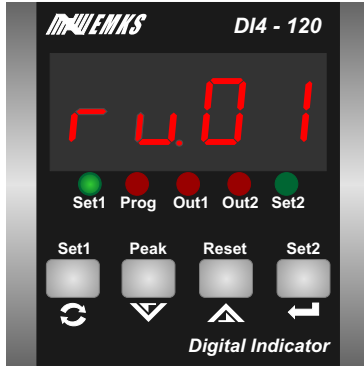 EMKS DI4 - 120
ru.01
Set1 Prog Out1 Out2 Set2
Set1 Peak Reset Set2
Digital Indicator